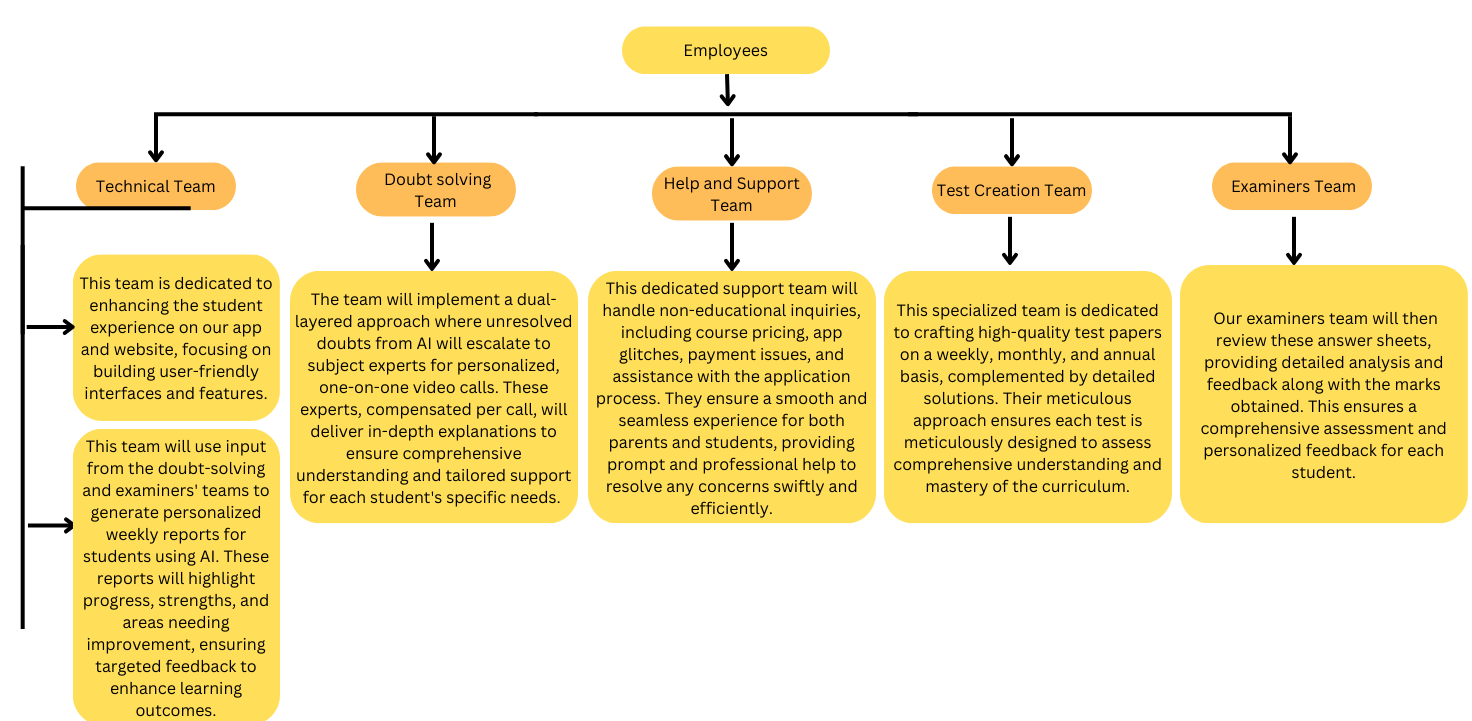 Employees
Technical Team
Doubt solving
Team
Help and Support
Team
Test Creation Team
Examiners Team
This team is dedicated to
enhancing the student
experience on our app
and website, focusing on
building user-friendly
interfaces and features.
This team will use input
from the doubt-solving
and examiners' teams to
generate personalized
weekly reports for
students using AI. These
reports will highlight
progress, strengths, and
areas needing
improvement, ensuring
targeted feedback to
enhance learning
outcomes.
The team will implement a dual-
layered approach where unresolved
doubts from AI will escalate to
subject experts for personalized,
one-on-one video calls. These
experts, compensated per call, will
deliver in-depth explanations to
ensure comprehensive
understanding and tailored support
for each student's specific needs.
This dedicated support team will
handle non-educational inquiries,
including course pricing, app
glitches, payment issues, and
assistance with the application
process. They ensure a smooth and
seamless experience for both
parents and students, providing
prompt and professional help to
resolve any concerns swiftly and
efficiently.
This specialized team is dedicated
to crafting high-quality test papers
on a weekly, monthly, and annual
basis, complemented by detailed
solutions. Their meticulous
approach ensures each test is
meticulously designed to assess
comprehensive understanding and
mastery of the curriculum.
Our examiners team will then
review these answer sheets,
providing detailed analysis and
feedback along with the marks
obtained. This ensures a
comprehensive assessment and
personalized feedback for each
student.